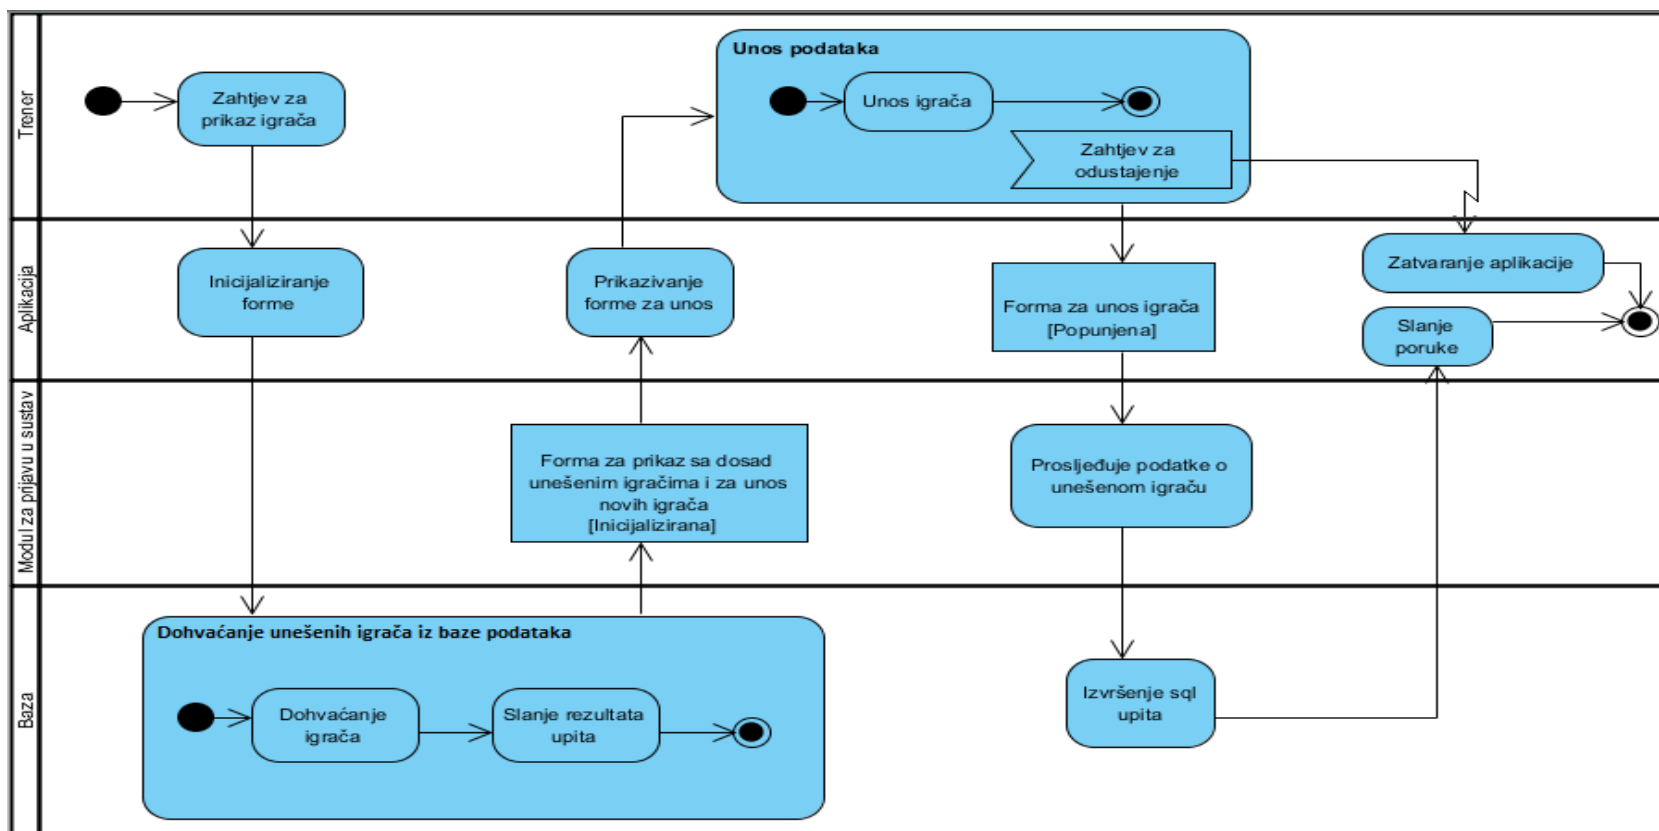 Trener
Zahtjev za
prikaz igrača
Unos podataka
Unos igrača
Zahtjev za
odustajenje
Aplikacija
Inicijaliziranje
forme
Prikazivanje
forme za unos
Forma za unos igrača
[Popunjena]
Zatvaranje aplikacije
Slanje
poruke
Modul za prijavu u sustav
Forma za prikaz sa dosad
unešenim igračima i za unos
novih igrača
[Inicijalizirana]
Prosljeđuje podatke o
unešenom igraču
Baza
Dohvaćanje unešenih igrača iz baze podataka
Dohvaćanje
igrača
Slanje rezultata
upita
Izvršenje sql
upita